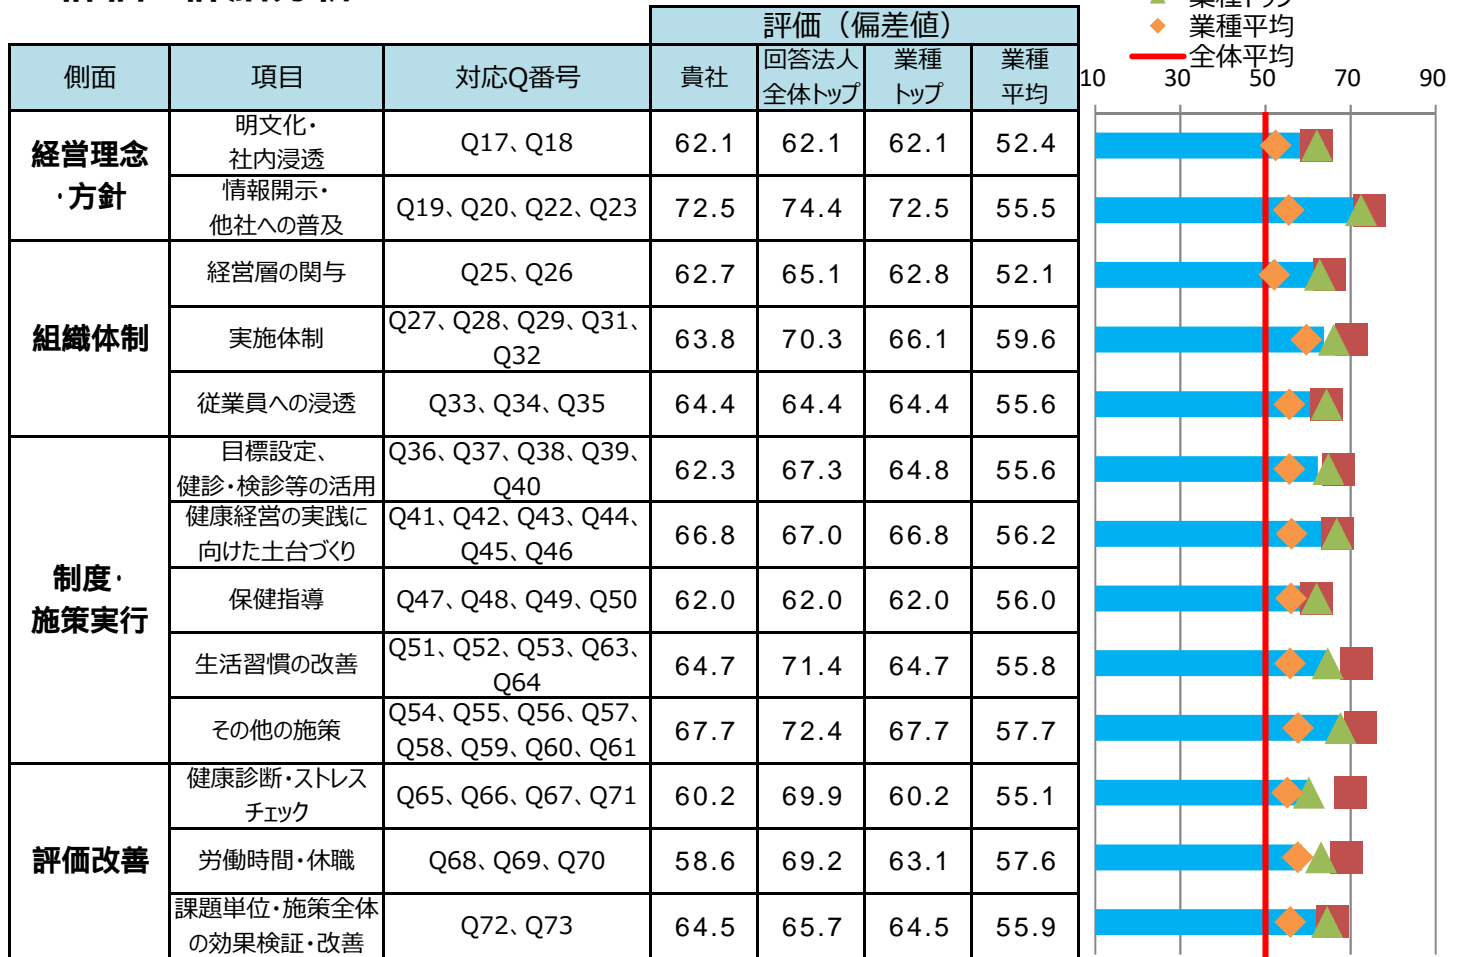 業種トップ
業種平均
全体平均
評価（偏差値）
側面 項目 対応Q番号 貴社 回答法人全体トップ 業種トップ 業種平均
10 30 50 70 90
経営理念・方針
明文化・社内浸透 Q17、Q18 62.1 62.1 62.1 52.4
情報開示・他社への普及 Q19、Q20、Q22、Q23 72.5 74.4 72.5 55.5
組織体制
経営層の関与 Q25、Q26 62.7 65.1 62.8 52.1
実施体制 Q27、Q28、Q29、Q31、Q32 63.8 70.3 66.1 59.6
従業員への浸透 Q33、Q34、Q35 64.4 64.4 64.4 55.6
制度・施策実行
目標設定、健診・検診等の活用 Q36、Q37、Q38、Q39、Q40 62.3 67.3 64.8 55.6
健康経営の実践に向けた土台づくり Q41、Q42、Q43、Q44、Q45、Q46 66.8 67.0 66.8 56.2
保健指導 Q47、Q48、Q49、Q50 62.0 62.0 62.0 56.0
生活習慣の改善 Q51、Q52、Q53、Q63、Q64 64.7 71.4 64.7 55.8
その他の施策 Q54、Q55、Q56、Q57、Q58、Q59、Q60、Q61 67.7 72.4 67.7 57.7
評価改善
健康診断・ストレスチェック Q65、Q66、Q67、Q71 60.2 69.9 60.2 55.1
労働時間・休職 Q68、Q69、Q70 58.6 69.2 63.1 57.6
課題単位・施策全体の効果検証・改善 Q72、Q73 64.5 65.7 64.5 55.9